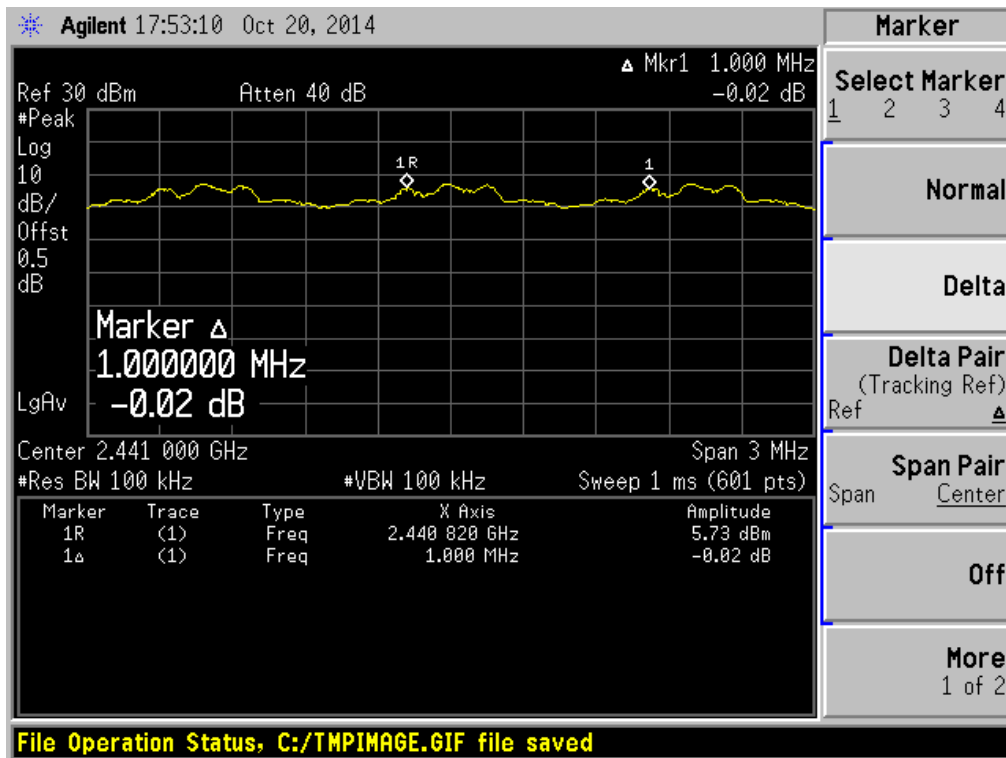 Agilent 17:53:10 Oct 20, 2014
Δ Mkr1 1.000 MHz
Ref 30 dBm Atten 40 dB -0.02 dB
#Peak
Log
10
dB/
Offst
0.5
dB
1R
1
Marker Δ
1.000000 MHz
-0.02 dB
LgAv
Center 2.441 000 GHz Span 3 MHz
#Res BW 100 kHz #VBW 100 kHz Sweep 1 ms (601 pts)
Marker Trace Type X Axis Amplitude
1R (1) Freq 2.440 820 GHz 5.73 dBm
1Δ (1) Freq 1.000 MHz -0.02 dB
Marker
Select Marker
1 2 3 4
Normal
Delta
Delta Pair
(Tracking Ref)
Ref Δ
Span Pair
Span Center
Off
More
1 of 2
File Operation Status, C:/TMPIMAGE.GIF file saved